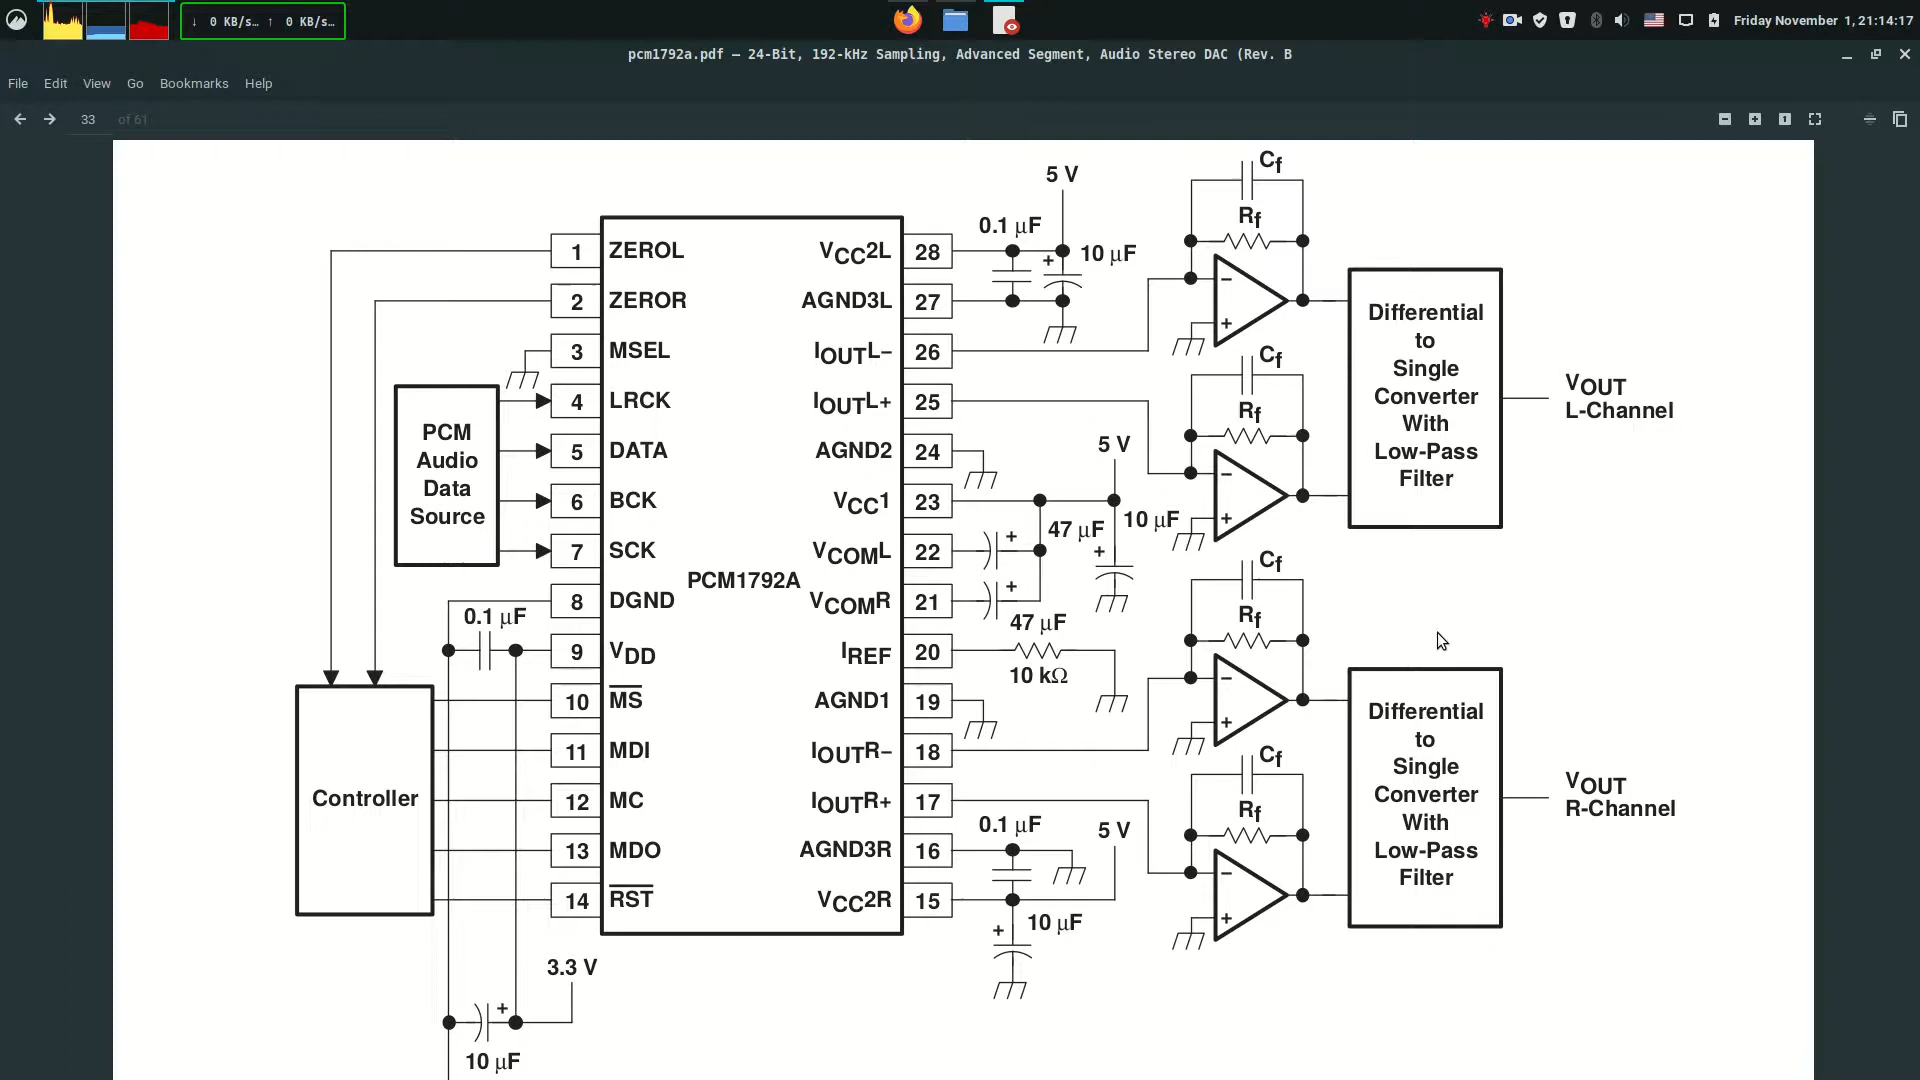 ↓ 0 KB/s… ↑ 0 KB/s…
Friday November 1, 21:14:17
pcm1792a.pdf — 24-Bit, 192-kHz Sampling, Advanced Segment, Audio Stereo DAC (Rev. B
File Edit View Go Bookmarks Help
33 of 61
1 ZEROL
2 ZEROR
3 MSEL
4 LRCK
5 DATA
6 BCK
7 SCK
8 DGND
9 VDD
10 MS
11 MDI
12 MC
13 MDO
14 RST
PCM
Audio
Data
Source
Controller
0.1 μF
3.3 V
+
10 μF
PCM1792A
VCC2L 28
AGND3L 27
IOUTL– 26
IOUTL+ 25
AGND2 24
VCC1 23
VCOML 22
VCOMR 21
IREF 20
AGND1 19
IOUTR– 18
IOUTR+ 17
AGND3R 16
VCC2R 15
5 V
0.1 μF
+
10 μF
5 V
47 μF
10 μF
+
+
+
47 μF
10 kΩ
0.1 μF
5 V
+
10 μF
Cf
Rf
–
+
Cf
Rf
–
+
Cf
Rf
–
+
Cf
Rf
–
+
Differential
to
Single
Converter
With
Low-Pass
Filter
VOUT
L-Channel
Differential
to
Single
Converter
With
Low-Pass
Filter
VOUT
R-Channel